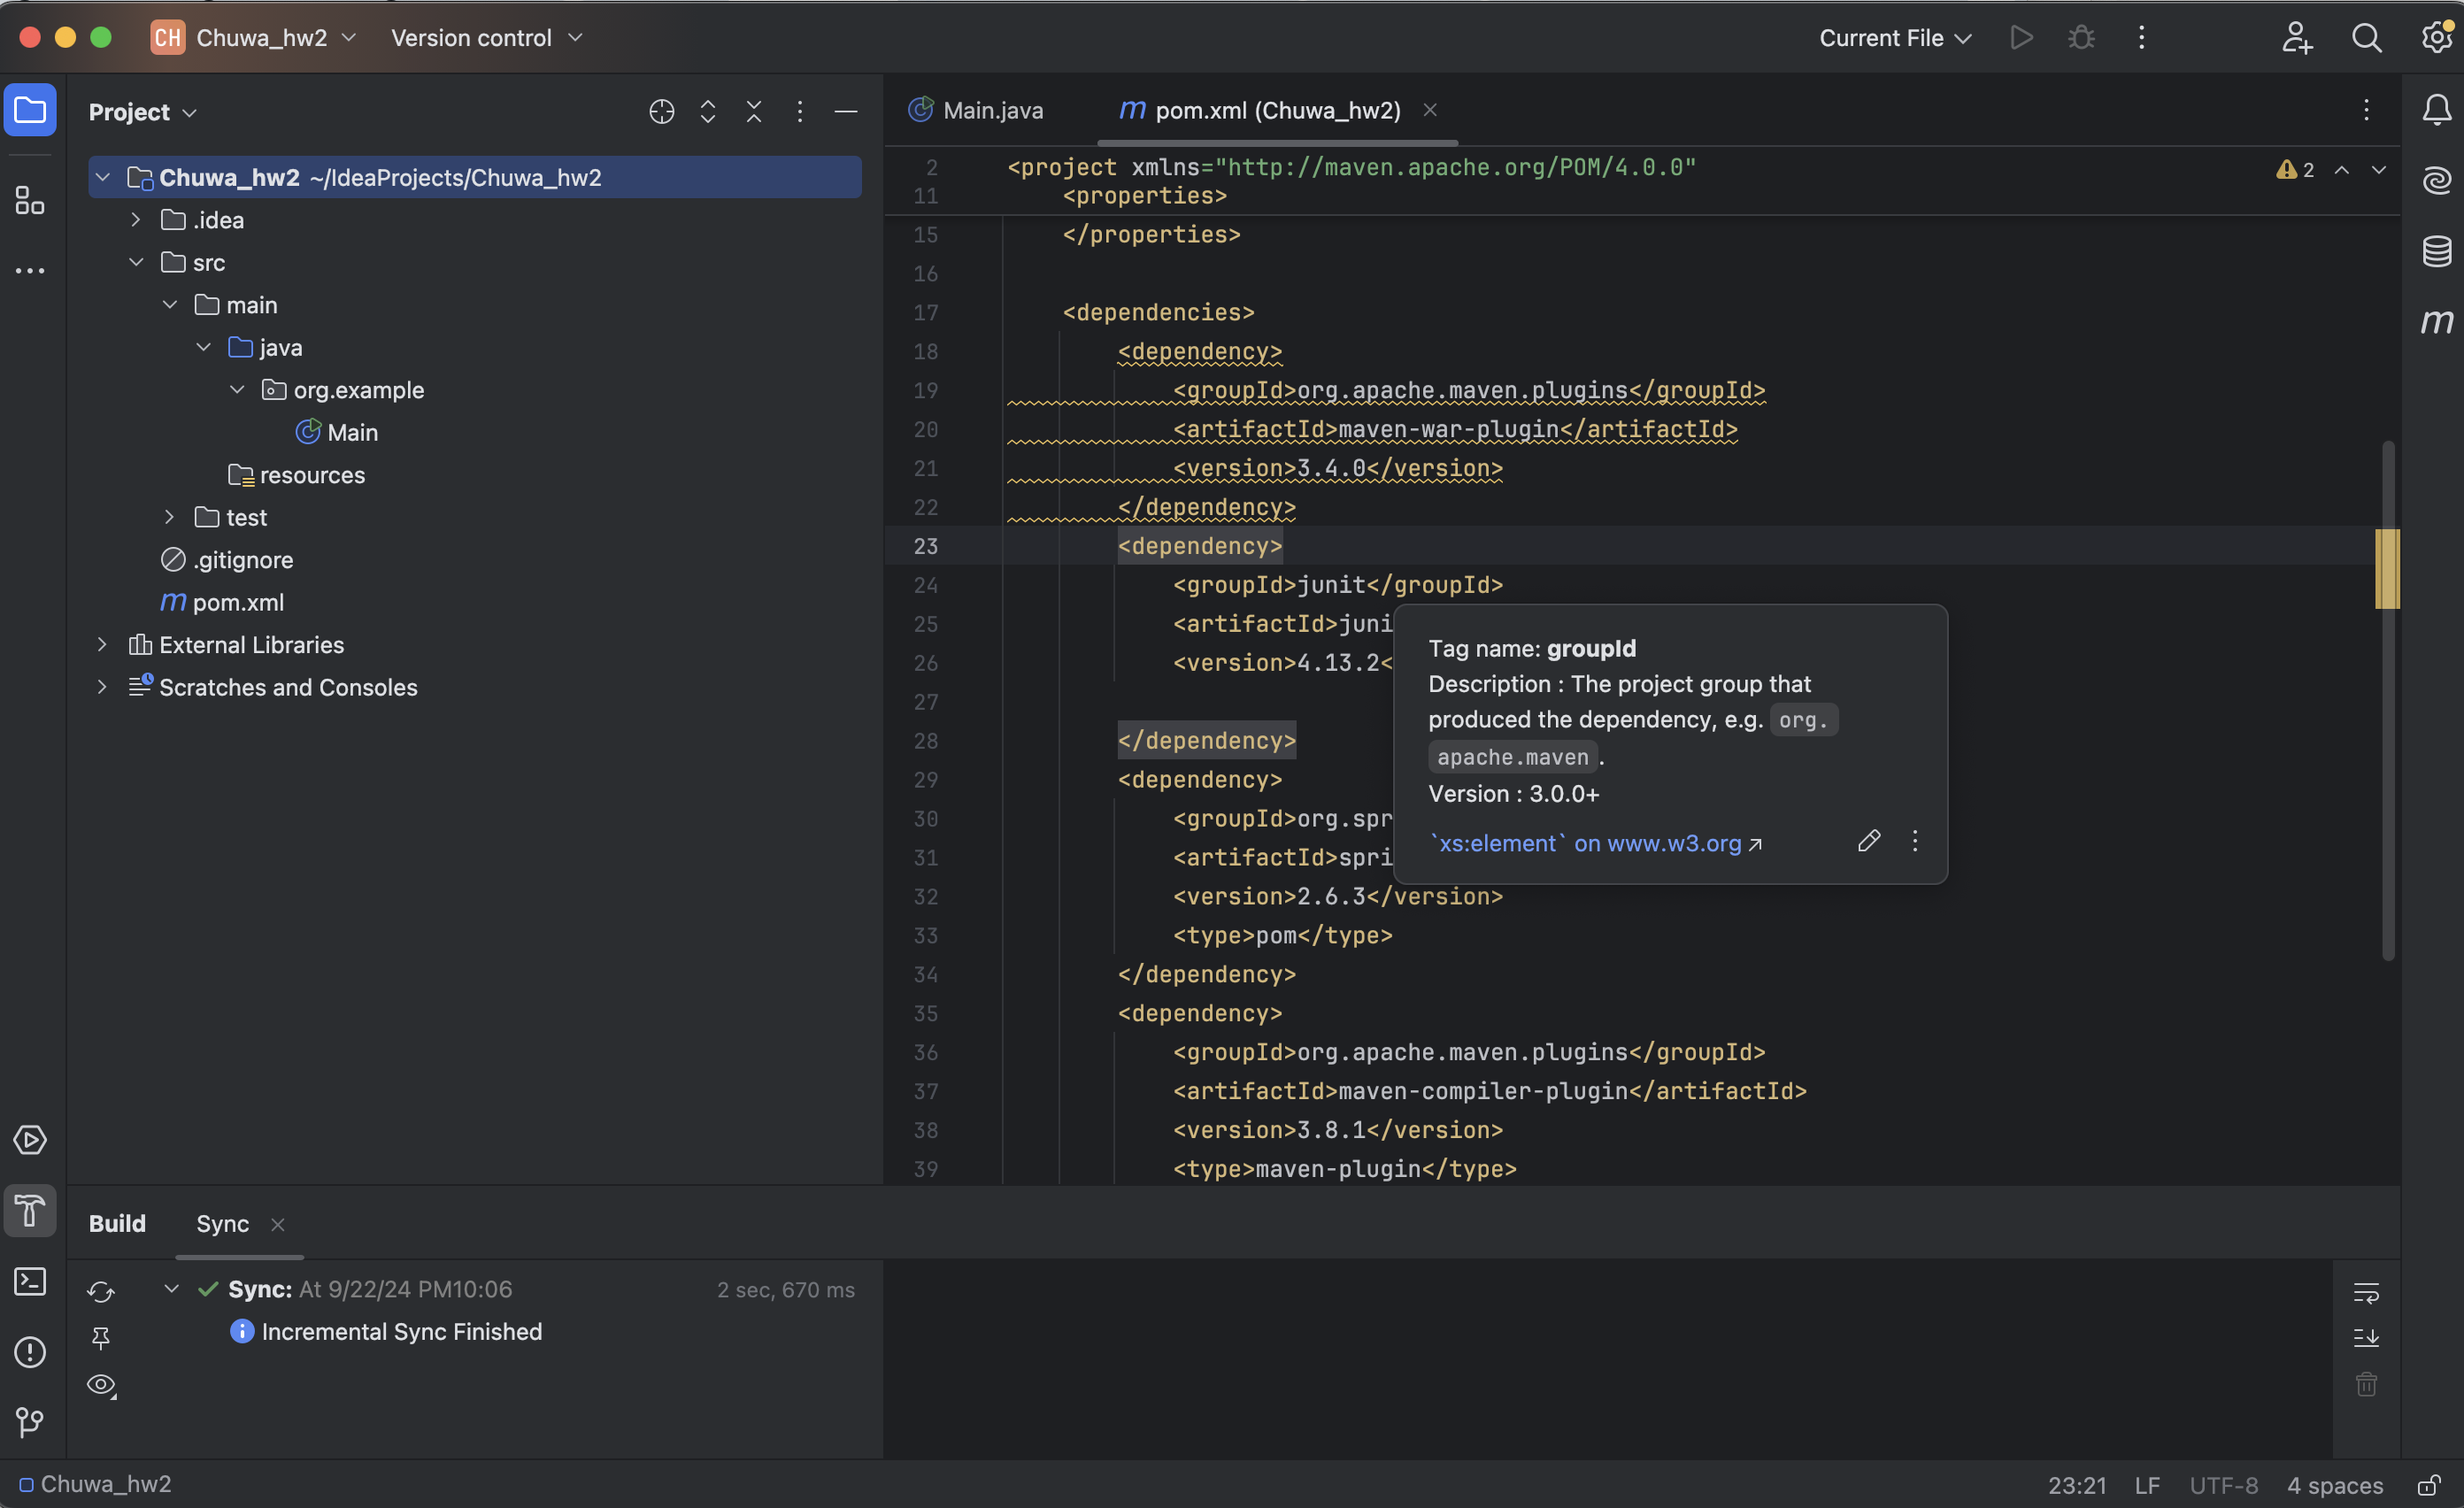 CH Chuwa_hw2 Version control Current File
Project
Main.java
pom.xml (Chuwa_hw2)
Chuwa_hw2 ~/IdeaProjects/Chuwa_hw2
.idea
src
main
java
org.example
Main
resources
test
.gitignore
m pom.xml
External Libraries
Scratches and Consoles
2 <project xmlns="http://maven.apache.org/POM/4.0.0"
2
11 <properties>
15 </properties>
16
17 <dependencies>
18 <dependency>
19 <groupId>org.apache.maven.plugins</groupId>
20 <artifactId>maven-war-plugin</artifactId>
21 <version>3.4.0</version>
22 </dependency>
23 <dependency>
24 <groupId>junit</groupId>
25 <artifactId>juni
26 <version>4.13.2<
27
28 </dependency>
29 <dependency>
30 <groupId>org.spr
31 <artifactId>spri
32 <version>2.6.3</version>
33 <type>pom</type>
34 </dependency>
35 <dependency>
36 <groupId>org.apache.maven.plugins</groupId>
37 <artifactId>maven-compiler-plugin</artifactId>
38 <version>3.8.1</version>
39 <type>maven-plugin</type>
Tag name: groupId
Description : The project group that
produced the dependency, e.g. org.
apache.maven.
Version : 3.0.0+
`xs:element` on www.w3.org
Build Sync
Sync: At 9/22/24 PM10:06 2 sec, 670 ms
Incremental Sync Finished
Chuwa_hw2 23:21 LF UTF-8 4 spaces